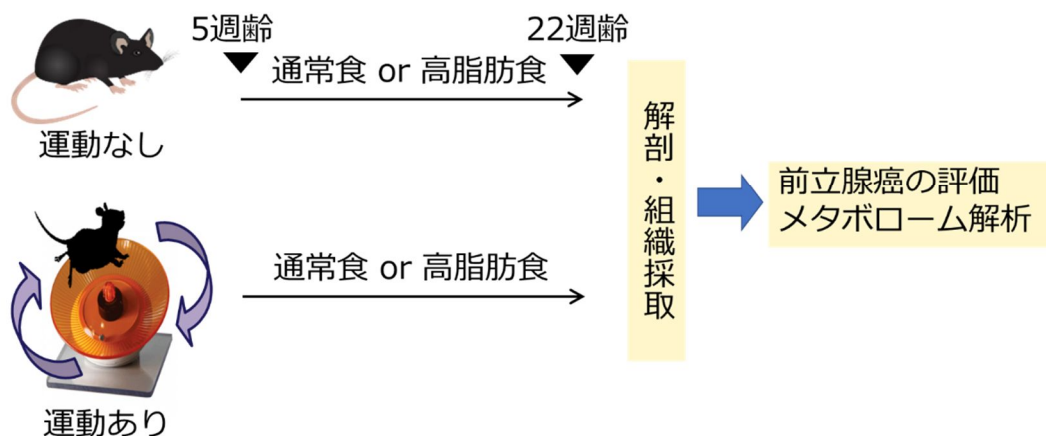 5週齢
22週齢
通常食 or 高脂肪食
運動なし
通常食 or 高脂肪食
運動あり
解剖・組織採取
前立腺癌の評価
メタボローム解析